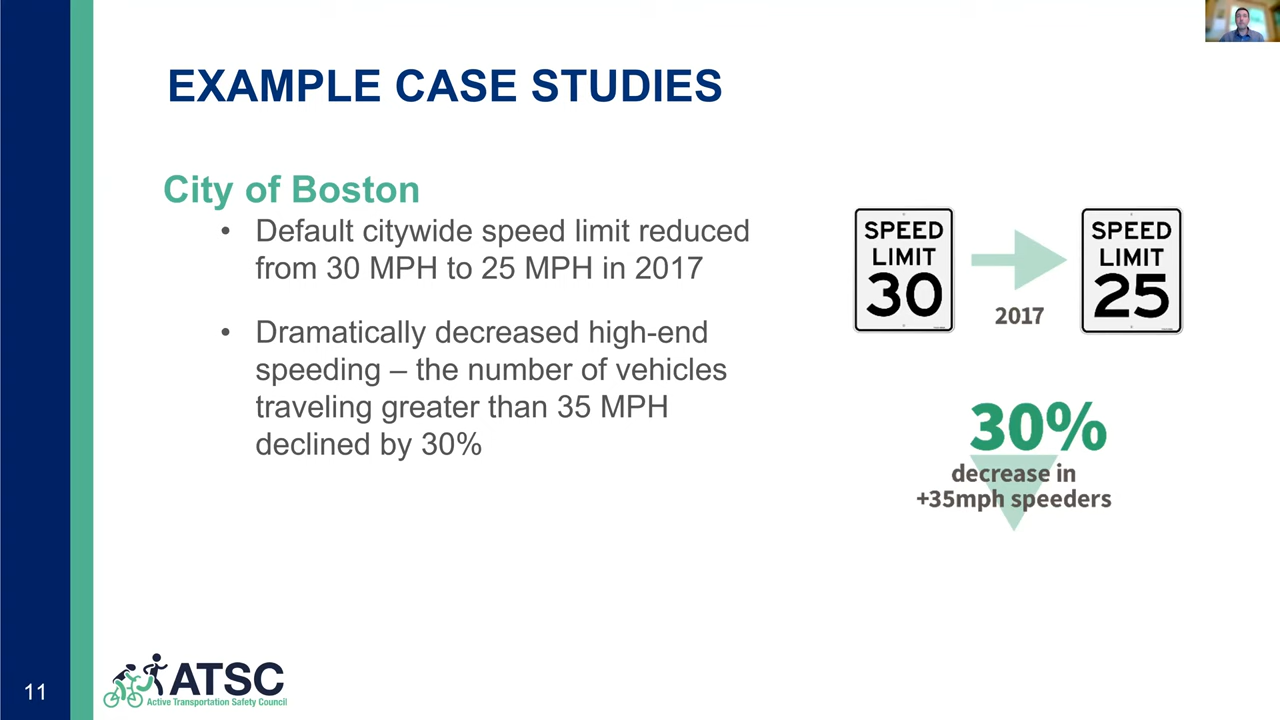 EXAMPLE CASE STUDIES
City of Boston
• Default citywide speed limit reduced
from 30 MPH to 25 MPH in 2017
• Dramatically decreased high-end
speeding – the number of vehicles
traveling greater than 35 MPH
declined by 30%
SPEED
LIMIT
30
2017
SPEED
LIMIT
25
30%
decrease in
+35mph speeders
11
ATSC
Active Transportation Safety Council